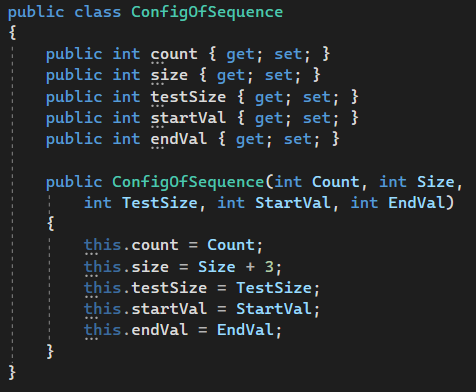 public class ConfigOfSequence
{
    public int count { get; set; }
    public int size { get; set; }
    public int testSize { get; set; }
    public int startVal { get; set; }
    public int endVal { get; set; }

    public ConfigOfSequence(int Count, int Size,
        int TestSize, int StartVal, int EndVal)
    {
        this.count = Count;
        this.size = Size + 3;
        this.testSize = TestSize;
        this.startVal = StartVal;
        this.endVal = EndVal;
    }
}